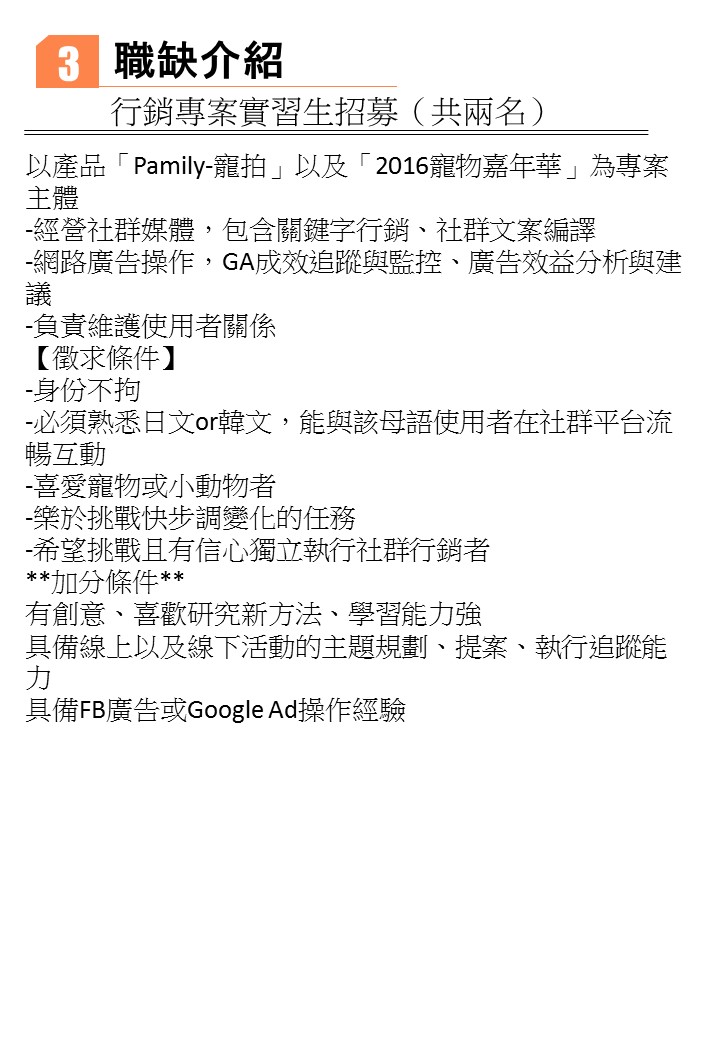 3 職缺介紹
行銷專案實習生招募（共兩名）
以產品「Pamily-寵拍」以及「2016寵物嘉年華」為專案
主體
-經營社群媒體，包含關鍵字行銷、社群文案編譯
-網路廣告操作，GA成效追蹤與監控、廣告效益分析與建
議
-負責維護使用者關係
【徵求條件】
-身份不拘
-必須熟悉日文or韓文，能與該母語使用者在社群平台流
暢互動
-喜愛寵物或小動物者
-樂於挑戰快步調變化的任務
-希望挑戰且有信心獨立執行社群行銷者
**加分條件**
有創意、喜歡研究新方法、學習能力強
具備線上以及線下活動的主題規劃、提案、執行追蹤能
力
具備FB廣告或Google Ad操作經驗